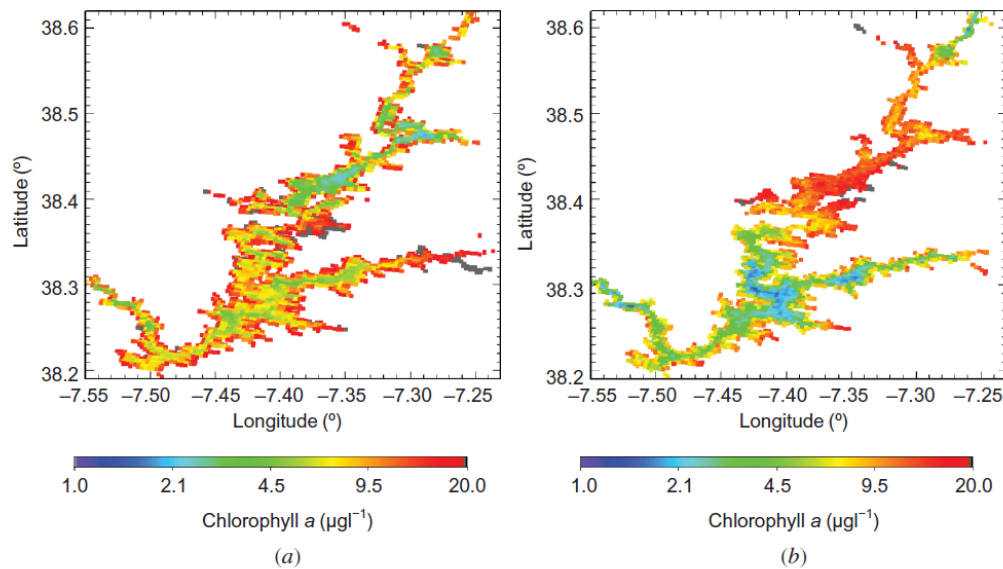 38.6
38.5
38.4
38.3
38.2
Latitude (º)
−7.55 −7.50 −7.45 −7.40 −7.35 −7.30 −7.25
Longitude (º)
1.0 2.1 4.5 9.5 20.0
Chlorophyll a (µgl−1)
(a)
38.6
38.5
38.4
38.3
38.2
Latitude (º)
−7.55 −7.50 −7.45 −7.40 −7.35 −7.30 −7.25
Longitude (º)
1.0 2.1 4.5 9.5 20.0
Chlorophyll a (µgl−1)
(b)